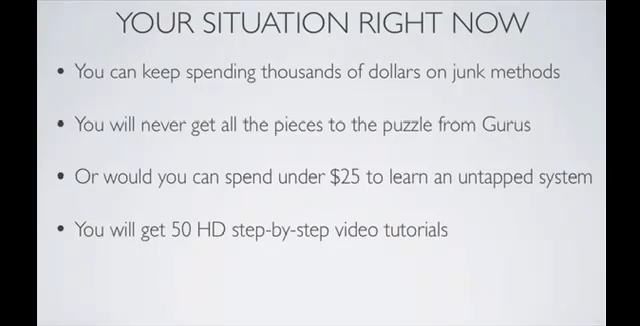 YOUR SITUATION RIGHT NOW
• You can keep spending thousands of dollars on junk methods
• You will never get all the pieces to the puzzle from Gurus
• Or would you can spend under $25 to learn an untapped system
• You will get 50 HD step-by-step video tutorials